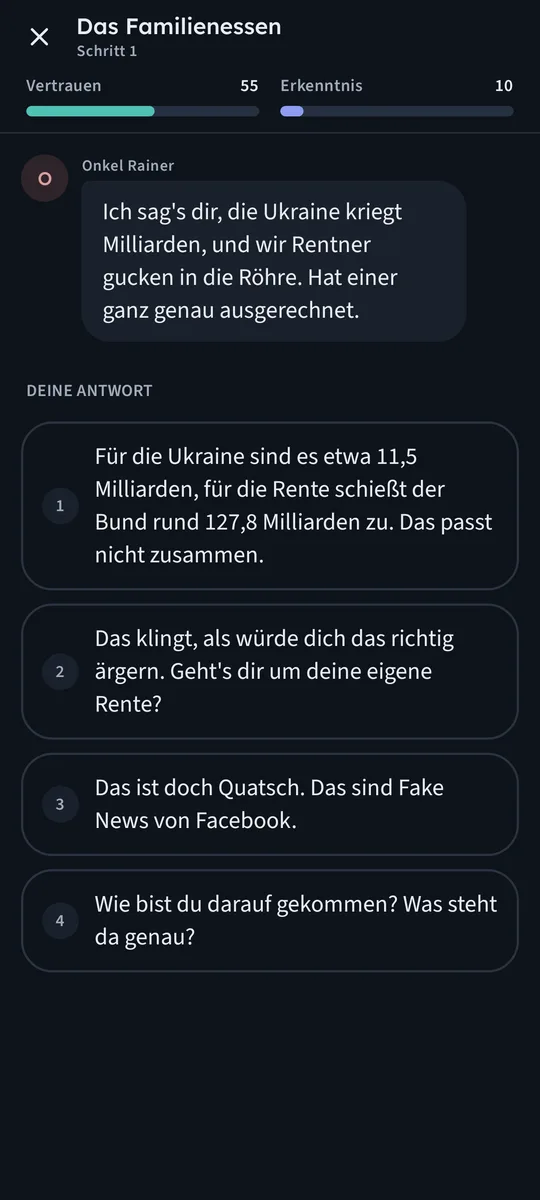 Das Familienessen
Schritt 1
Vertrauen 55
Erkenntnis 10
Onkel Rainer
O
Ich sag's dir, die Ukraine kriegt
Milliarden, und wir Rentner
gucken in die Röhre. Hat einer
ganz genau ausgerechnet.
DEINE ANTWORT
1
Für die Ukraine sind es etwa 11,5
Milliarden, für die Rente schießt der
Bund rund 127,8 Milliarden zu. Das passt
nicht zusammen.
2
Das klingt, als würde dich das richtig
ärgern. Geht's dir um deine eigene
Rente?
3
Das ist doch Quatsch. Das sind Fake
News von Facebook.
4
Wie bist du darauf gekommen? Was steht
da genau?